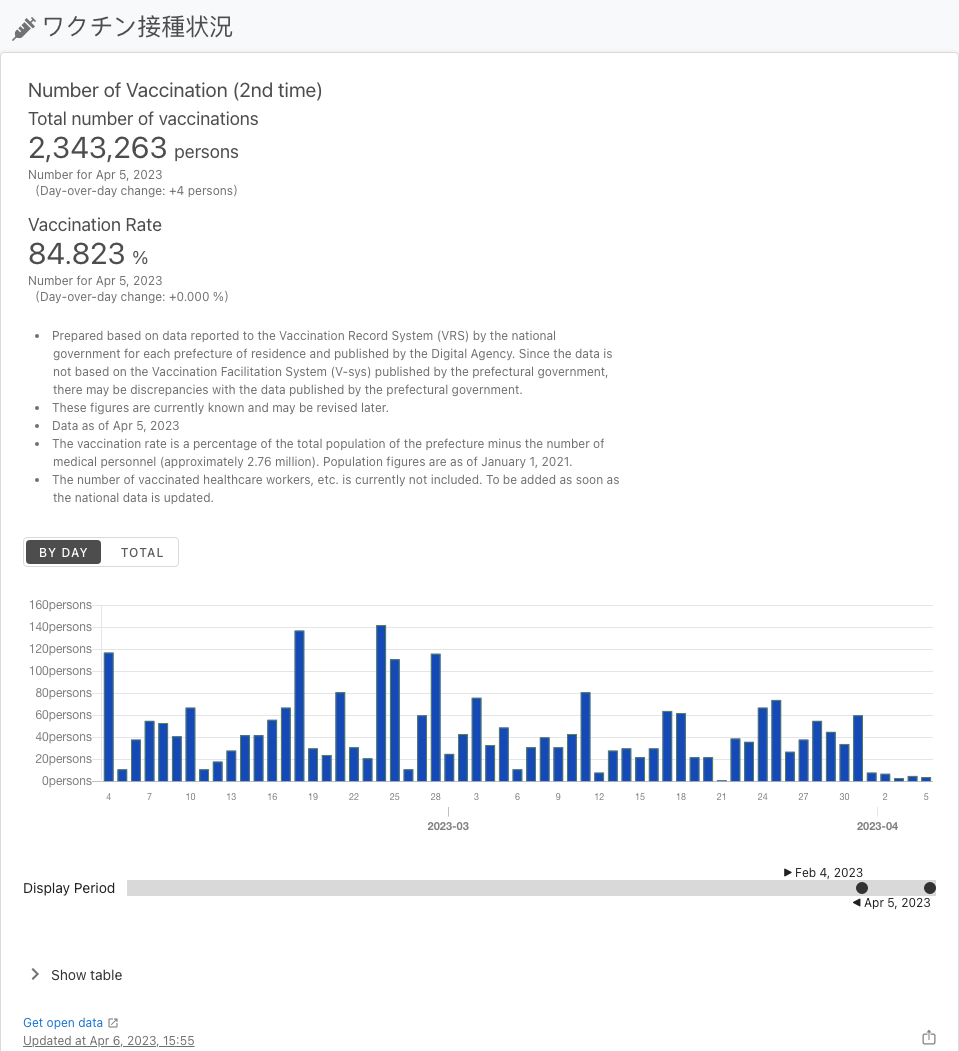 ワクチン接種状況
Number of Vaccination (2nd time)
Total number of vaccinations
2,343,263 persons
Number for Apr 5, 2023
(Day-over-day change: +4 persons)
Vaccination Rate
84.823 %
Number for Apr 5, 2023
(Day-over-day change: +0.000 %)
• Prepared based on data reported to the Vaccination Record System (VRS) by the national
government for each prefecture of residence and published by the Digital Agency. Since the data is
not based on the Vaccination Facilitation System (V-sys) published by the prefectural government,
there may be discrepancies with the data published by the prefectural government.
• These figures are currently known and may be revised later.
• Data as of Apr 5, 2023
• The vaccination rate is a percentage of the total population of the prefecture minus the number of
medical personnel (approximately 2.76 million). Population figures are as of January 1, 2021.
• The number of vaccinated healthcare workers, etc. is currently not included. To be added as soon as
the national data is updated.
BY DAY TOTAL
160persons
140persons
120persons
100persons
80persons
60persons
40persons
20persons
0persons
4 7 10 13 16 19 22 25 28 3 6 9 12 15 18 21 24 27 30 2 5
2023-03 2023-04
▶ Feb 4, 2023
Display Period
◀ Apr 5, 2023
Show table
Get open data
Updated at Apr 6, 2023, 15:55